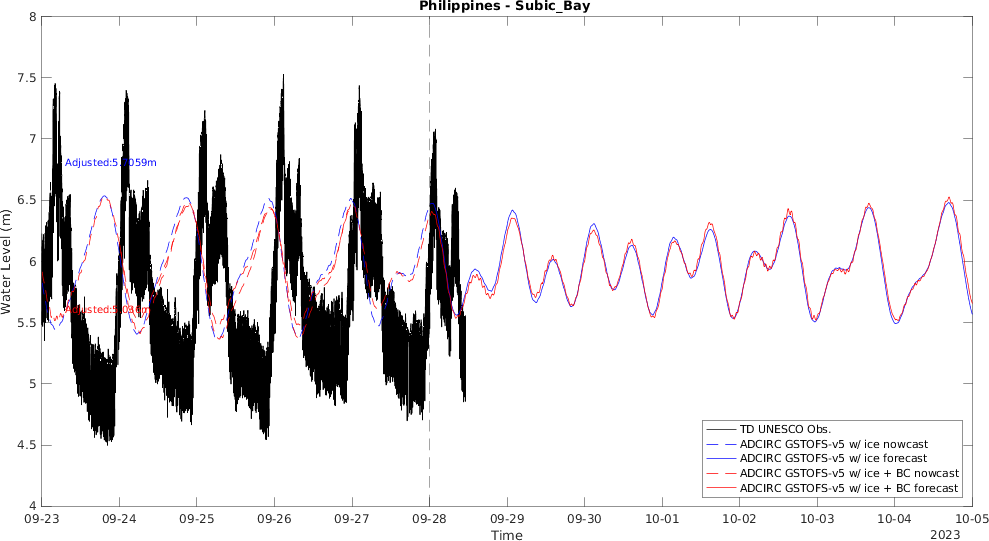 Philippines - Subic_Bay
8
7.5
7
6.5
6
5.5
5
4.5
4
Water Level (m)
Adjusted:
TD UNESCO Obs.
ADCIRC GSTOFS-v5 w/ ice nowcast
ADCIRC GSTOFS-v5 w/ ice forecast
ADCIRC GSTOFS-v5 w/ ice + BC nowcast
ADCIRC GSTOFS-v5 w/ ice + BC forecast
09-23 09-24 09-25 09-26 09-27 09-28 09-29 09-30 10-01 10-02 10-03 10-04 10-05
Time
2023